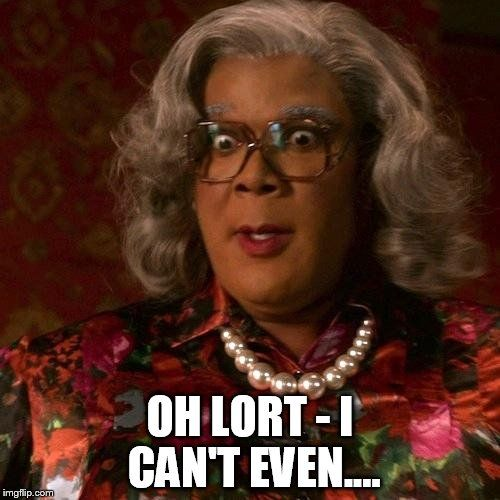 OH LORT - I
CAN'T EVEN....
imgflip.com